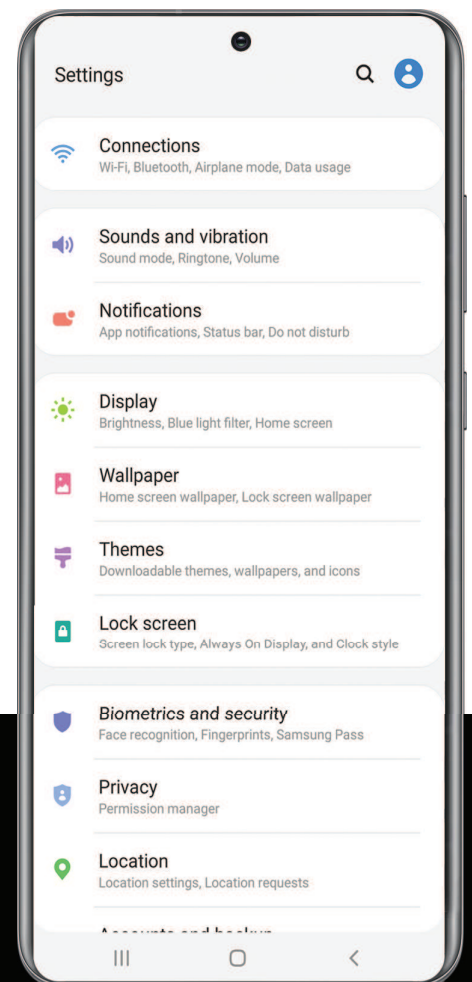 Settings
Connections
Wi-Fi, Bluetooth, Airplane mode, Data usage
Sounds and vibration
Sound mode, Ringtone, Volume
Notifications
App notifications, Status bar, Do not disturb
Display
Brightness, Blue light filter, Home screen
Wallpaper
Home screen wallpaper, Lock screen wallpaper
Themes
Downloadable themes, wallpapers, and icons
Lock screen
Screen lock type, Always On Display, and Clock style
Biometrics and security
Face recognition, Fingerprints, Samsung Pass
Privacy
Permission manager
Location
Location settings, Location requests
Accounts and backup